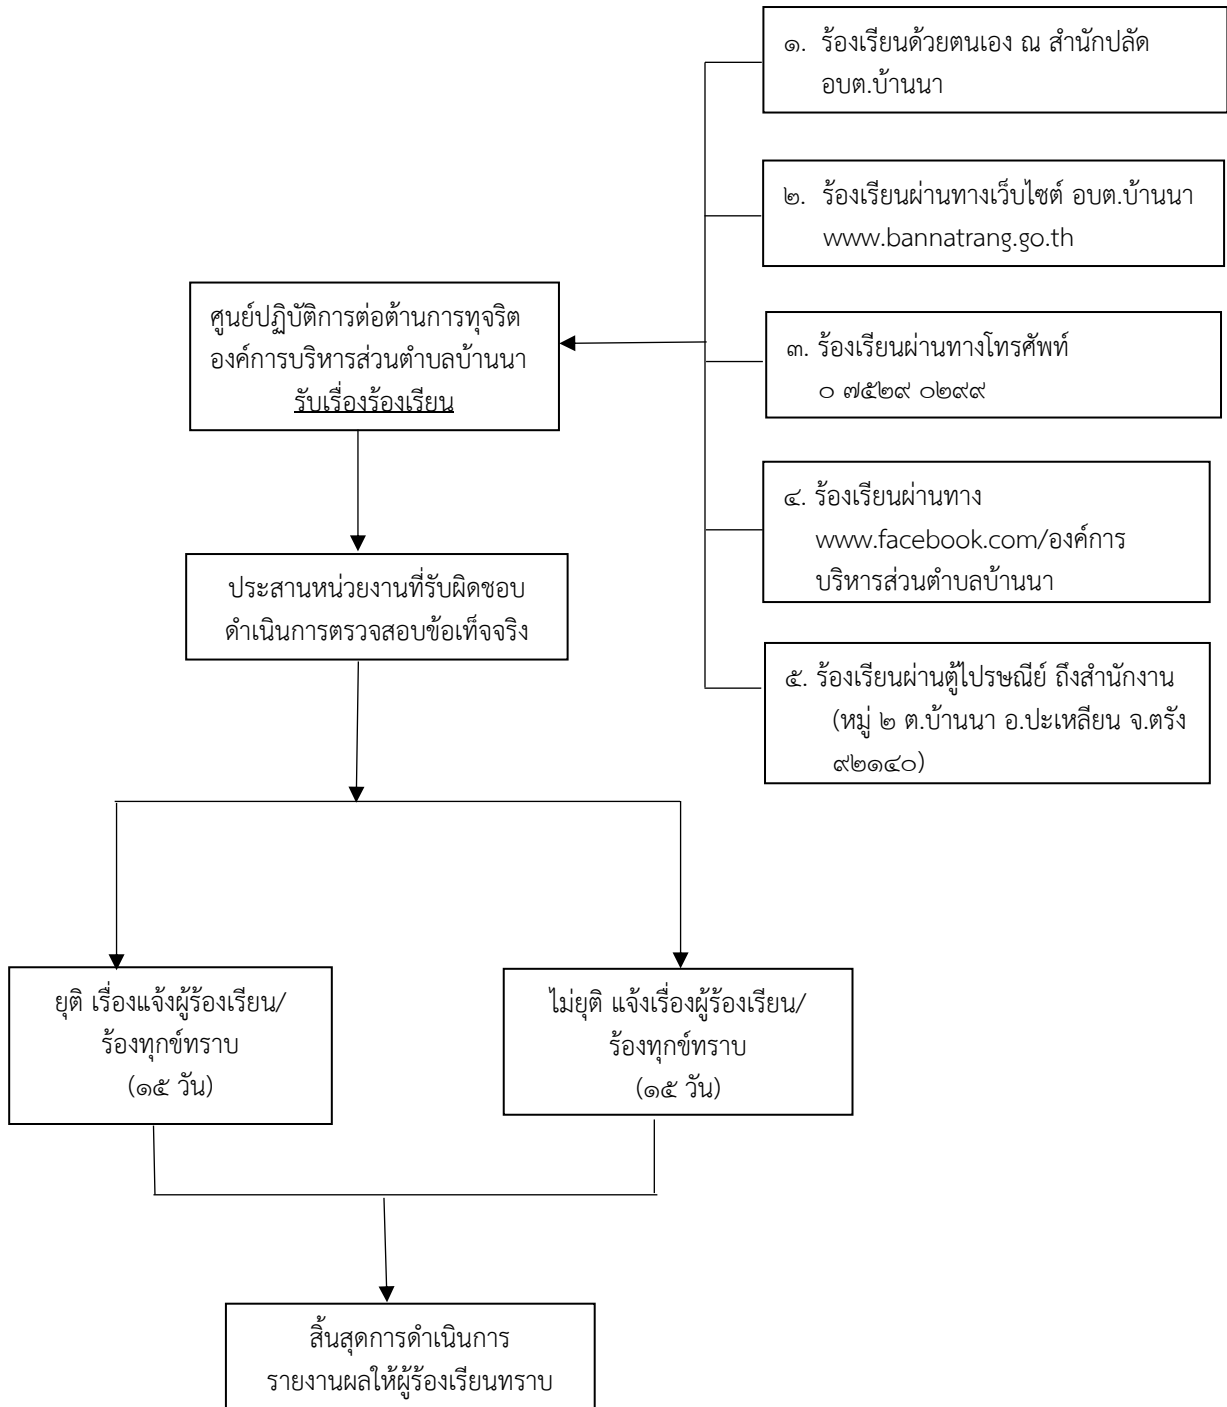 ๑. ร้องเรียนด้วยตนเอง ณ สำนักปลัด
อบต.บ้านนา
๒. ร้องเรียนผ่านทางเว็บไซต์ อบต.บ้านนา
www.bannatrang.go.th
ศูนย์ปฏิบัติการต่อต้านการทุจริต
องค์การบริหารส่วนตำบลบ้านนา
รับเรื่องร้องเรียน
๓. ร้องเรียนผ่านทางโทรศัพท์
๐ ๗๕๒๙ ๐๒๙๙
๔. ร้องเรียนผ่านทาง
www.facebook.com/องค์การ
บริหารส่วนตำบลบ้านนา
ประสานหน่วยงานที่รับผิดชอบ
ดำเนินการตรวจสอบข้อเท็จจริง
๕. ร้องเรียนผ่านตู้ไปรษณีย์ ถึงสำนักงาน
(หมู่ ๒ ต.บ้านนา อ.ปะเหลียน จ.ตรัง
๙๒๑๔๐)
ยุติ เรื่องแจ้งผู้ร้องเรียน/
ร้องทุกข์ทราบ
(๑๕ วัน)
ไม่ยุติ แจ้งเรื่องผู้ร้องเรียน/
ร้องทุกข์ทราบ
(๑๕ วัน)
สิ้นสุดการดำเนินการ
รายงานผลให้ผู้ร้องเรียนทราบ